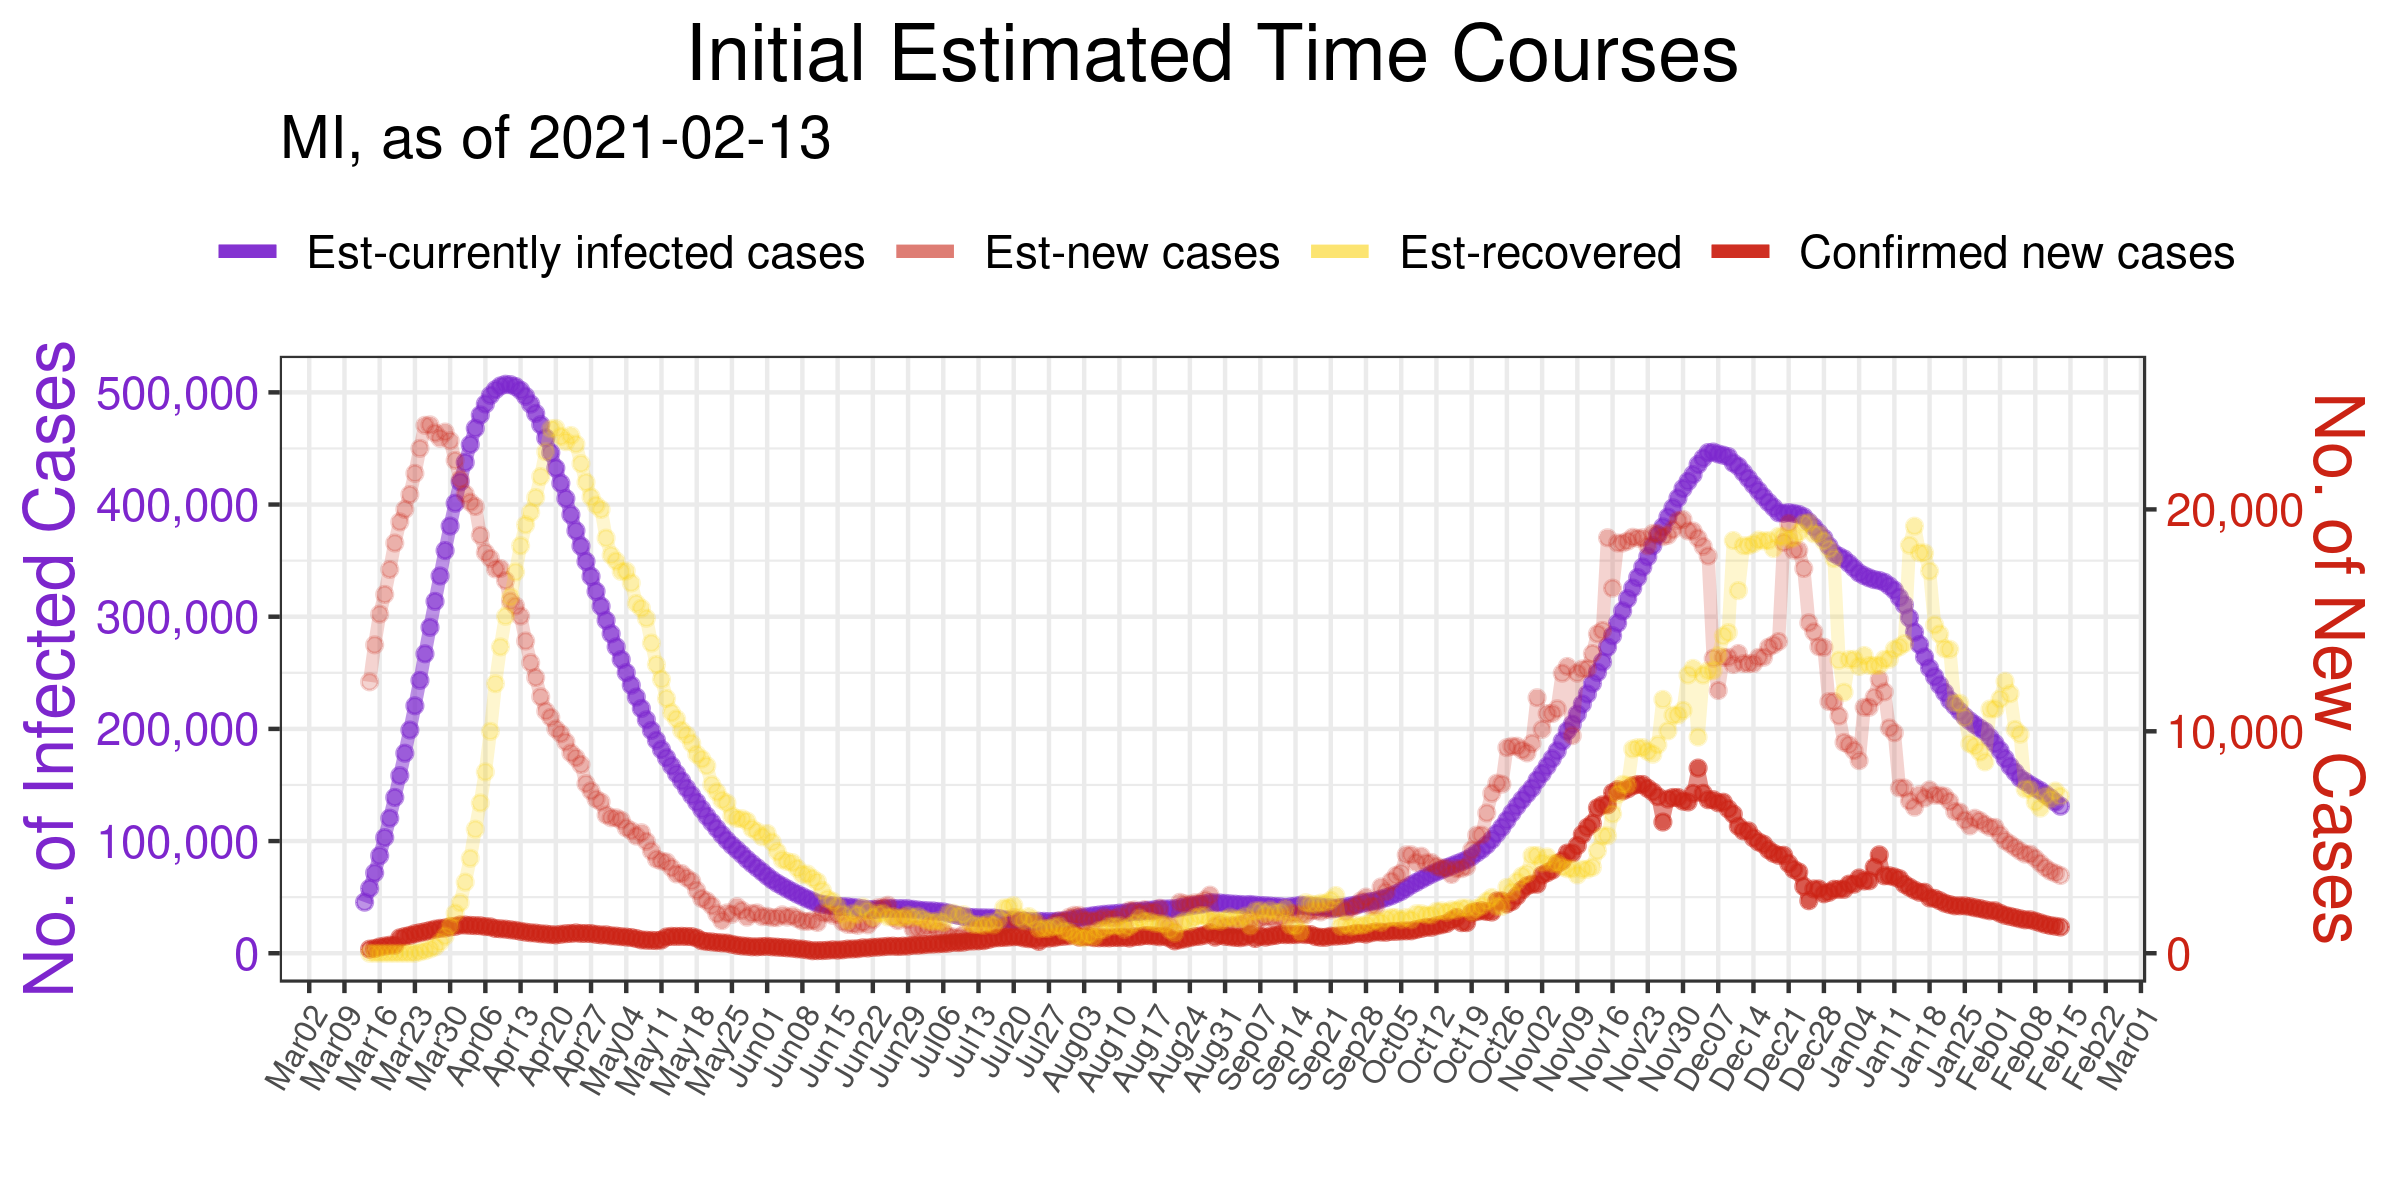 Initial Estimated Time Courses
MI, as of 2021-02-13
Est-currently infected cases
Est-new cases
Est-recovered
Confirmed new cases
No. of Infected Cases
500,000
400,000
300,000
200,000
100,000
0
20,000
10,000
0
No. of New Cases
Mar02
Mar09
Mar16
Mar23
Mar30
Apr06
Apr13
Apr20
Apr27
May04
May11
May18
May25
Jun01
Jun08
Jun15
Jun22
Jun29
Jul06
Jul13
Jul20
Jul27
Aug03
Aug10
Aug17
Aug24
Aug31
Sep07
Sep14
Sep21
Sep28
Oct05
Oct12
Oct19
Oct26
Nov02
Nov09
Nov16
Nov23
Nov30
Dec07
Dec14
Dec21
Dec28
Jan04
Jan11
Jan18
Jan25
Feb01
Feb08
Feb15
Feb22
Mar01